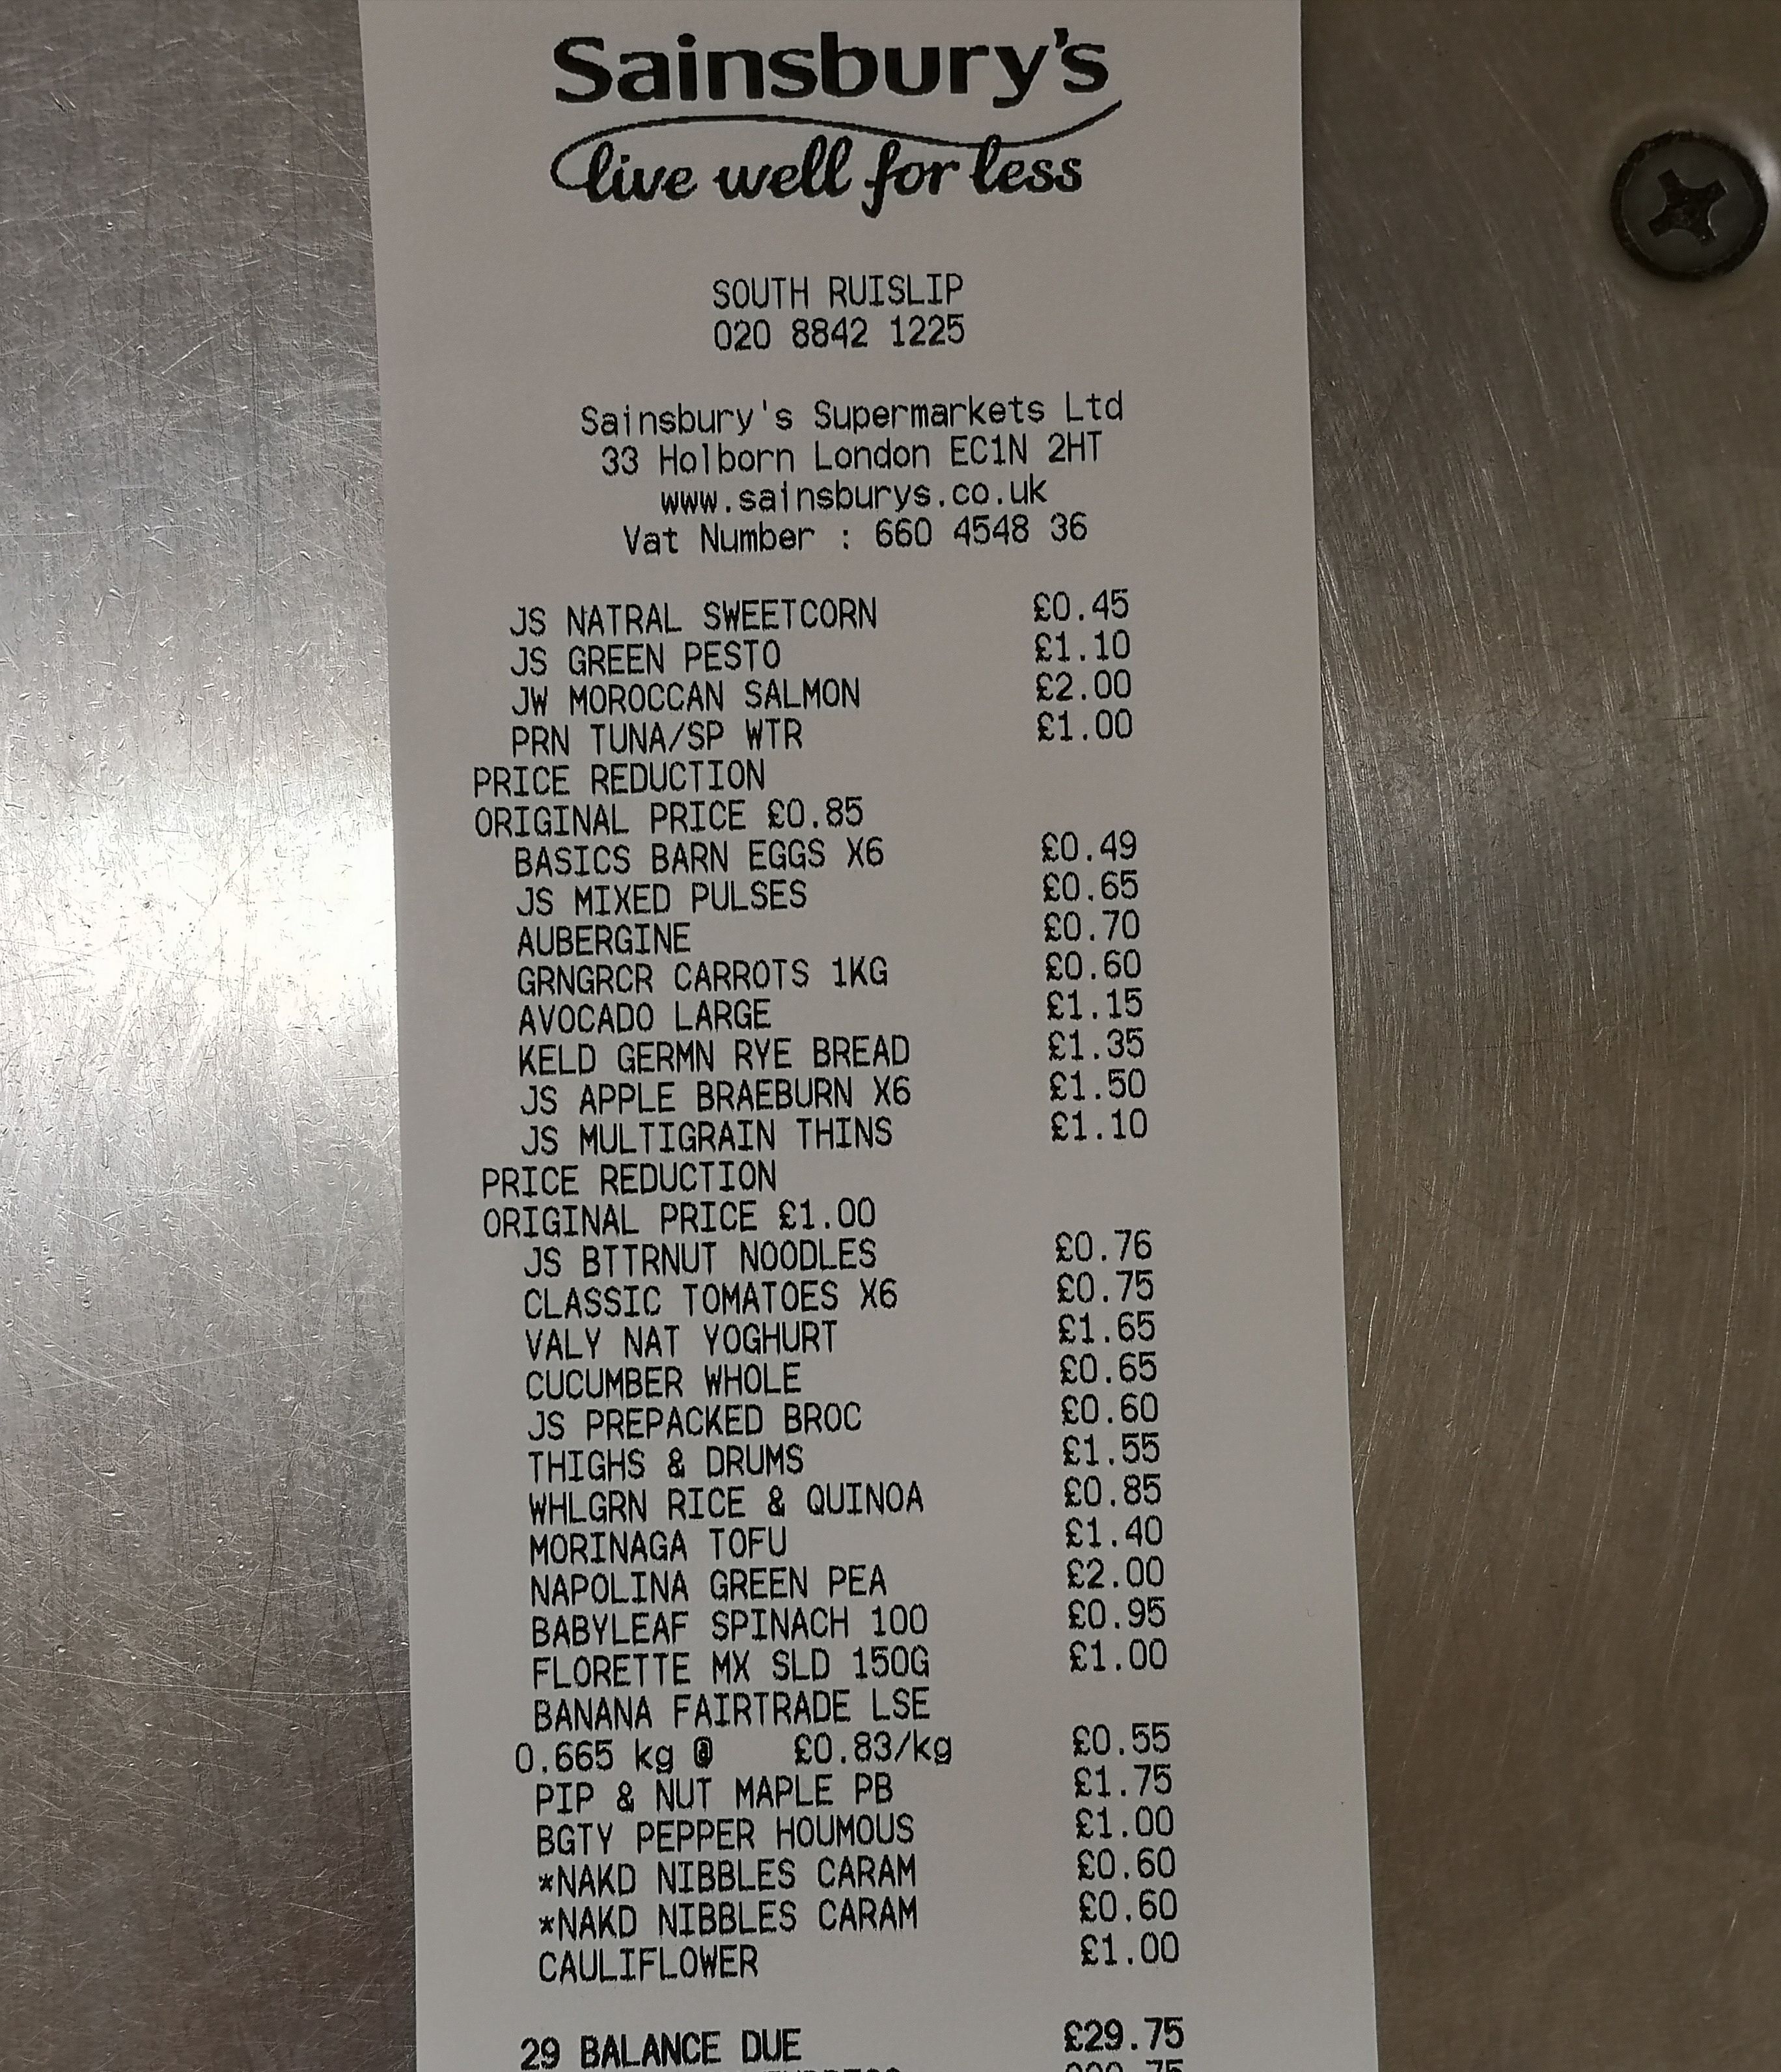 Sainsbury's
live well for less
SOUTH RUISLIP
020 8842 1225
Sainsbury's Supermarkets Ltd
33 Holborn London EC1N 2HT
www.sainsburys.co.uk
Vat Number : 660 4548 36
JS NATRAL SWEETCORN £0.45
JS GREEN PESTO £1.10
JW MOROCCAN SALMON £2.00
PRN TUNA/SP WTR £1.00
PRICE REDUCTION
ORIGINAL PRICE £0.85
BASICS BARN EGGS X6 £0.49
JS MIXED PULSES £0.65
AUBERGINE £0.70
GRNGRCR CARROTS 1KG £0.60
AVOCADO LARGE £1.15
KELD GERMN RYE BREAD £1.35
JS APPLE BRAEBURN X6 £1.50
JS MULTIGRAIN THINS £1.10
PRICE REDUCTION
ORIGINAL PRICE £1.00
JS BTTRNUT NOODLES £0.76
CLASSIC TOMATOES X6 £0.75
VALY NAT YOGHURT £1.65
CUCUMBER WHOLE £0.65
JS PREPACKED BROC £0.60
THIGHS & DRUMS £1.55
WHLGRN RICE & QUINOA £0.85
MORINAGA TOFU £1.40
NAPOLINA GREEN PEA £2.00
BABYLEAF SPINACH 100 £0.95
FLORETTE MX SLD 150G £1.00
BANANA FAIRTRADE LSE
0.665 kg @ £0.83/kg £0.55
PIP & NUT MAPLE PB £1.75
BGTY PEPPER HOUMOUS £1.00
*NAKD NIBBLES CARAM £0.60
*NAKD NIBBLES CARAM £0.60
CAULIFLOWER £1.00
29 BALANCE DUE £29.75